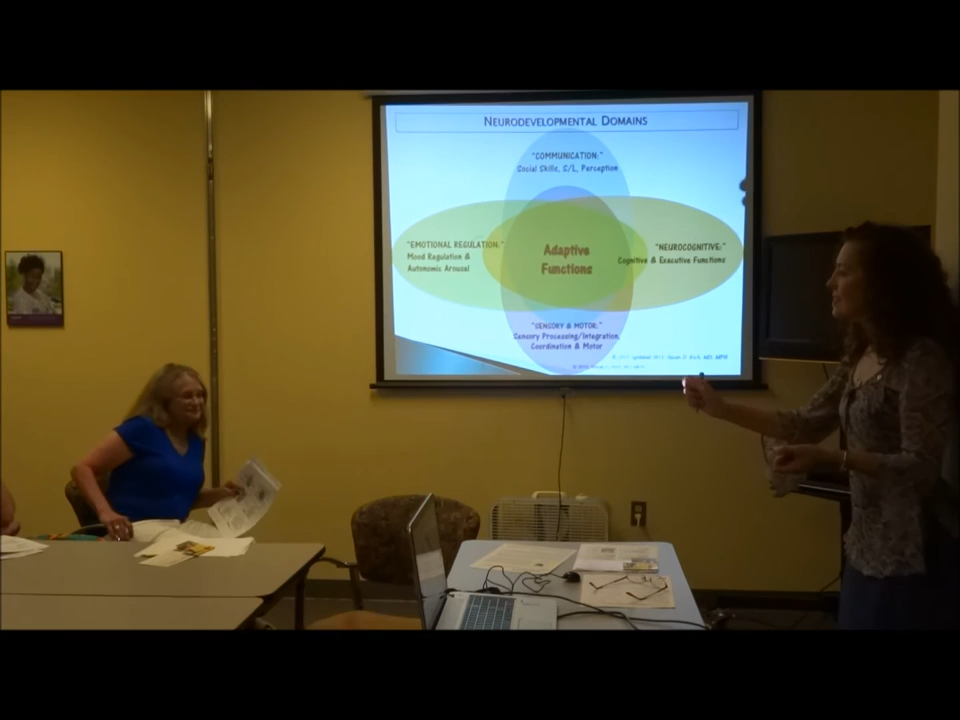 NEURODEVELOPMENTAL DOMAINS
"COMMUNICATION:"
Social Skills, S/L, Perception
"EMOTIONAL REGULATION:"
Mood Regulation &
Autonomic Arousal
Adaptive
Functions
"NEUROCOGNITIVE:"
Cognitive & Executive Functions
"SENSORY & MOTOR:"
Sensory Processing/Integration,
Coordination & Motor